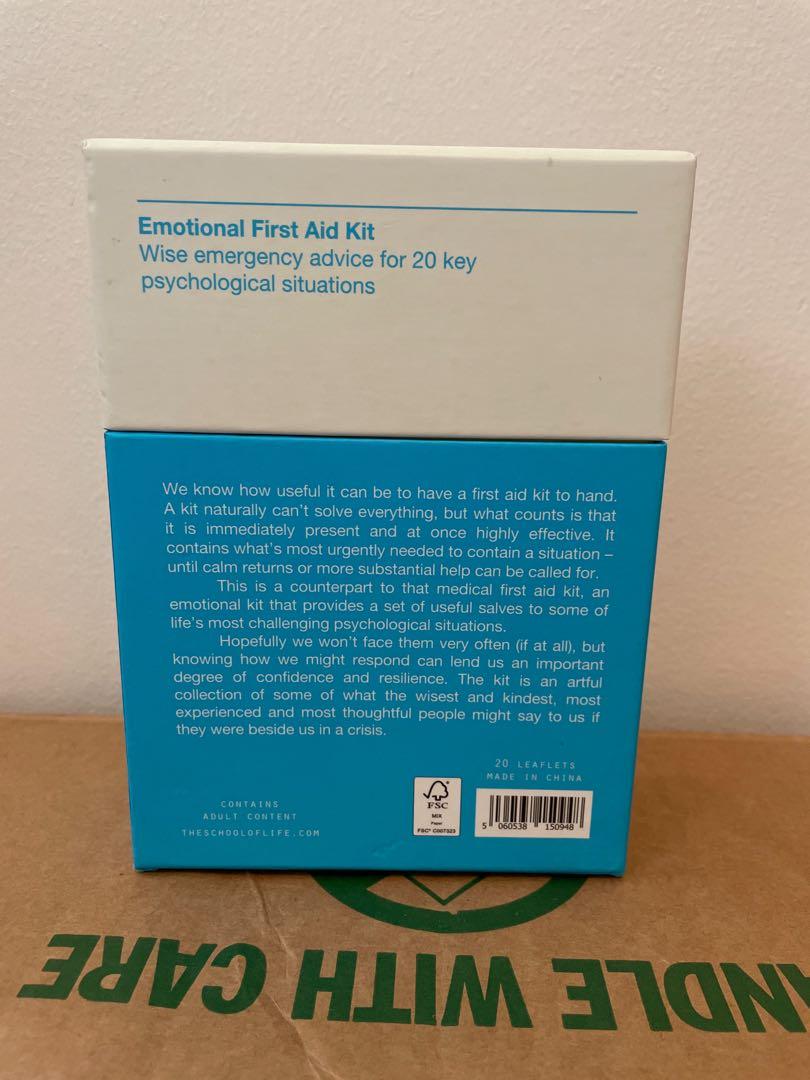 Emotional First Aid Kit
Wise emergency advice for 20 key
psychological situations
We know how useful it can be to have a first aid kit to hand.
A kit naturally can't solve everything, but what counts is that
it is immediately present and at once highly effective. It
contains what's most urgently needed to contain a situation –
until calm returns or more substantial help can be called for.
This is a counterpart to that medical first aid kit, an
emotional kit that provides a set of useful salves to some of
life's most challenging psychological situations.
Hopefully we won't face them very often (if at all), but
knowing how we might respond can lend us an important
degree of confidence and resilience. The kit is an artful
collection of some of what the wisest and kindest, most
experienced and most thoughtful people might say to us if
they were beside us in a crisis.
20 LEAFLETS
MADE IN CHINA
CONTAINS
ADULT CONTENT
THESCHOOLOFLIFE.COM
FSC
MIX
Paper
FSC® C007323
5 060538 150948
NDLE WITH CARE